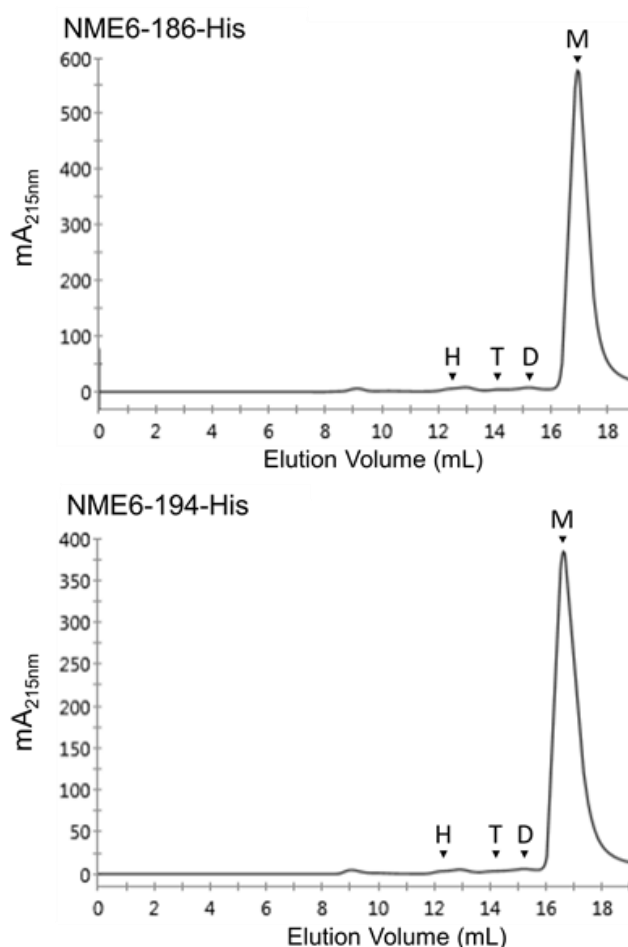 NME6-186-His
M
600
500
400
300
200
100
0
mA215nm
H T D
0 2 4 6 8 10 12 14 16 18
Elution Volume (mL)
NME6-194-His
M
400
350
300
250
200
150
100
50
0
mA215nm
H T D
0 2 4 6 8 10 12 14 16 18
Elution Volume (mL)